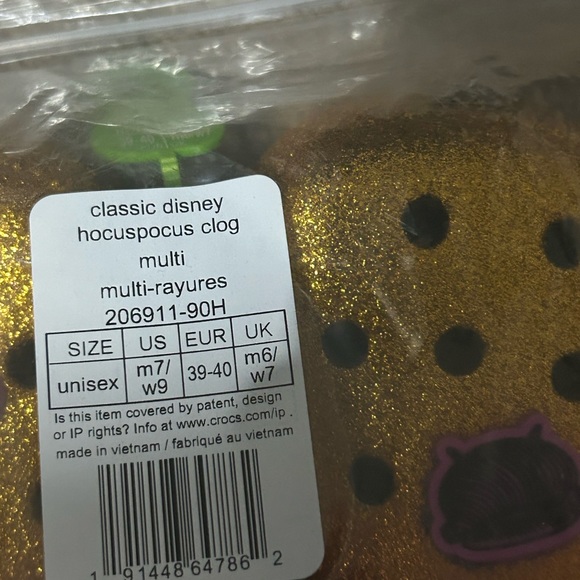 classic disney
hocuspocus clog
multi
multi-rayures
206911-90H
SIZE US EUR UK
unisex m7/ w9 39-40 m6/ w7
Is this item covered by patent, design
or IP rights? Info at www.crocs.com/ip .
made in vietnam / fabriqué au vietnam
1 91448 64786 2